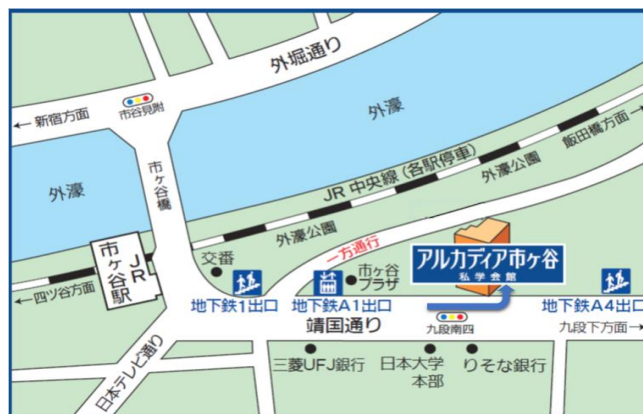 外堀通り
市谷見附
←新宿方面
外濠
飯田橋方面→
外濠
市ヶ谷橋
JR 中央線(各駅停車)
外濠公園
外濠公園
一方通行
JR
市ヶ谷駅
←四ツ谷方面
交番
市ヶ谷
プラザ
アルカディア市ヶ谷
私学会館
地下鉄1出口
地下鉄A1出口
地下鉄A4出口
靖国通り
九段南四
九段下方面→
日本テレビ通り
三菱UFJ銀行
日本大学
本部
りそな銀行